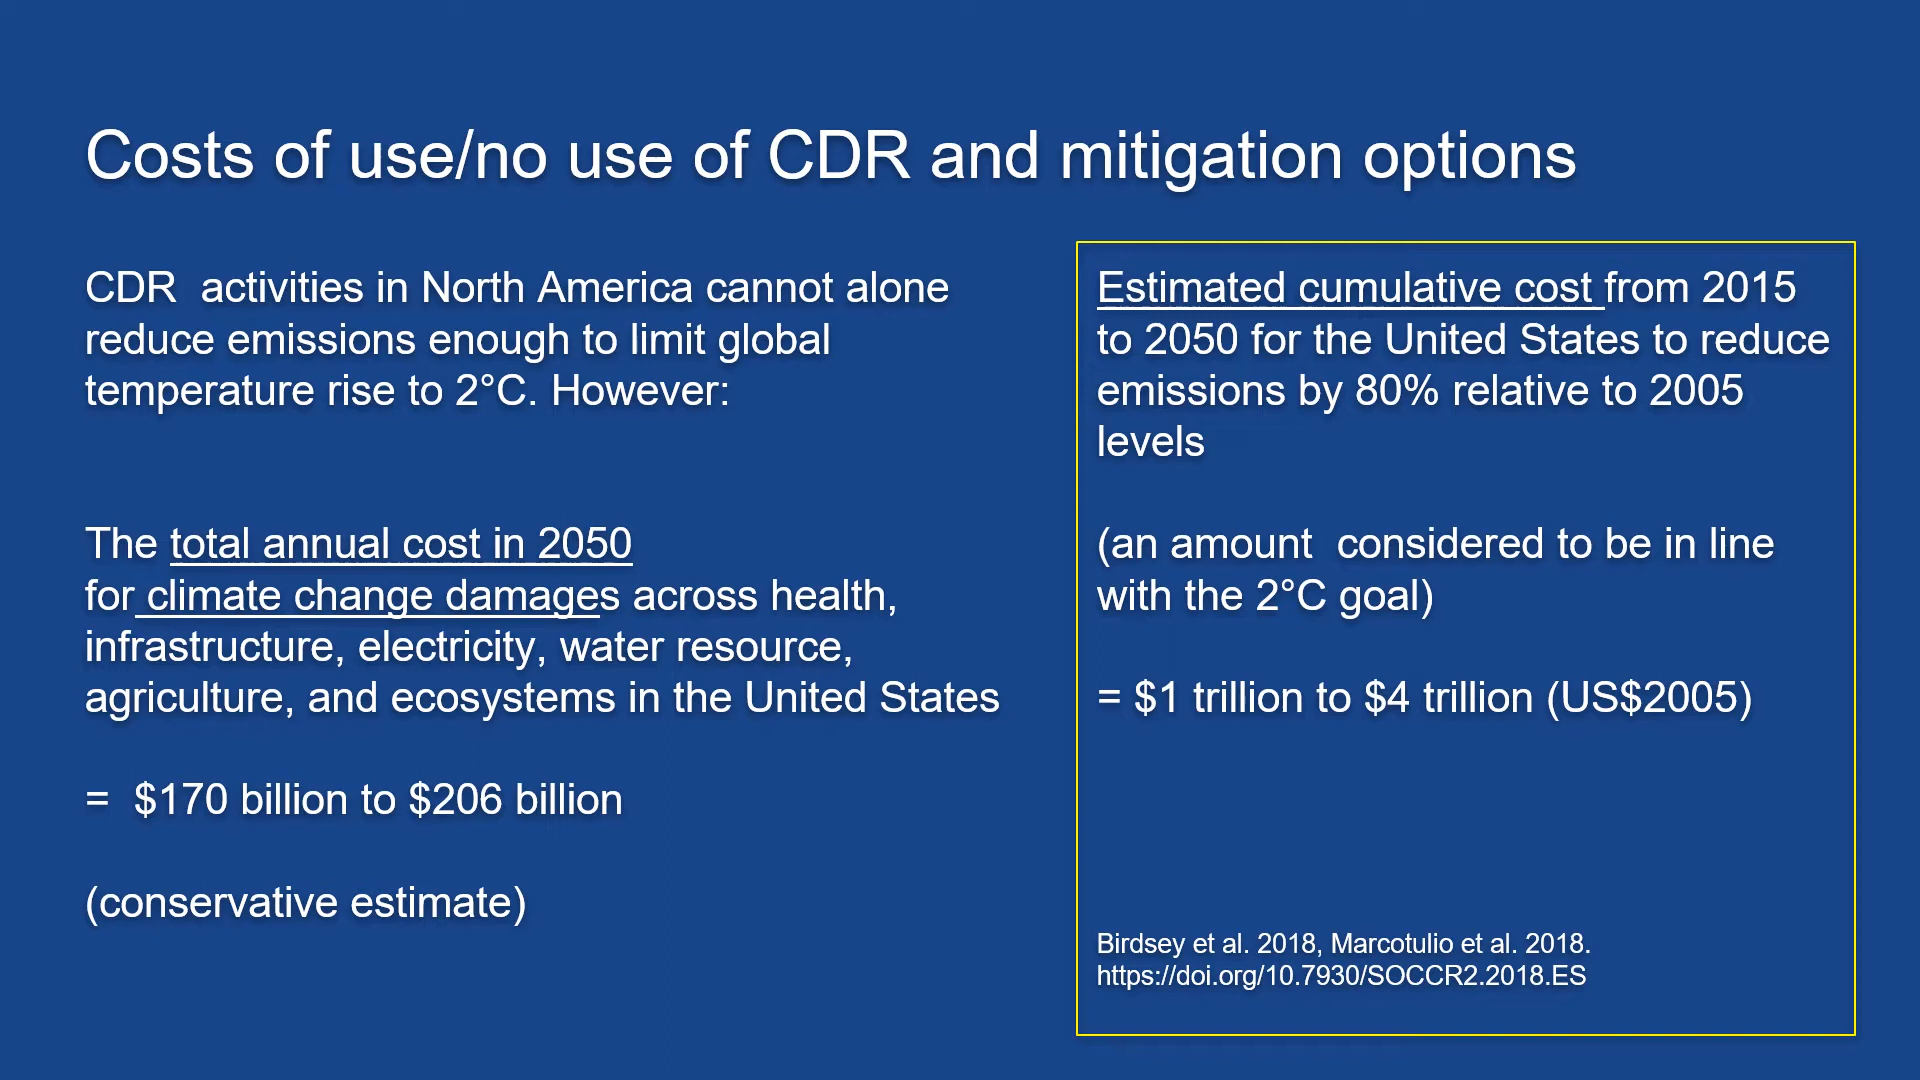 Costs of use/no use of CDR and mitigation options
CDR  activities in North America cannot alone
reduce emissions enough to limit global
temperature rise to 2°C. However:
The total annual cost in 2050
for climate change damages across health,
infrastructure, electricity, water resource,
agriculture, and ecosystems in the United States
=  $170 billion to $206 billion
(conservative estimate)
Estimated cumulative cost from 2015
to 2050 for the United States to reduce
emissions by 80% relative to 2005
levels
(an amount  considered to be in line
with the 2°C goal)
= $1 trillion to $4 trillion (US$2005)
Birdsey et al. 2018, Marcotulio et al. 2018.
https://doi.org/10.7930/SOCCR2.2018.ES